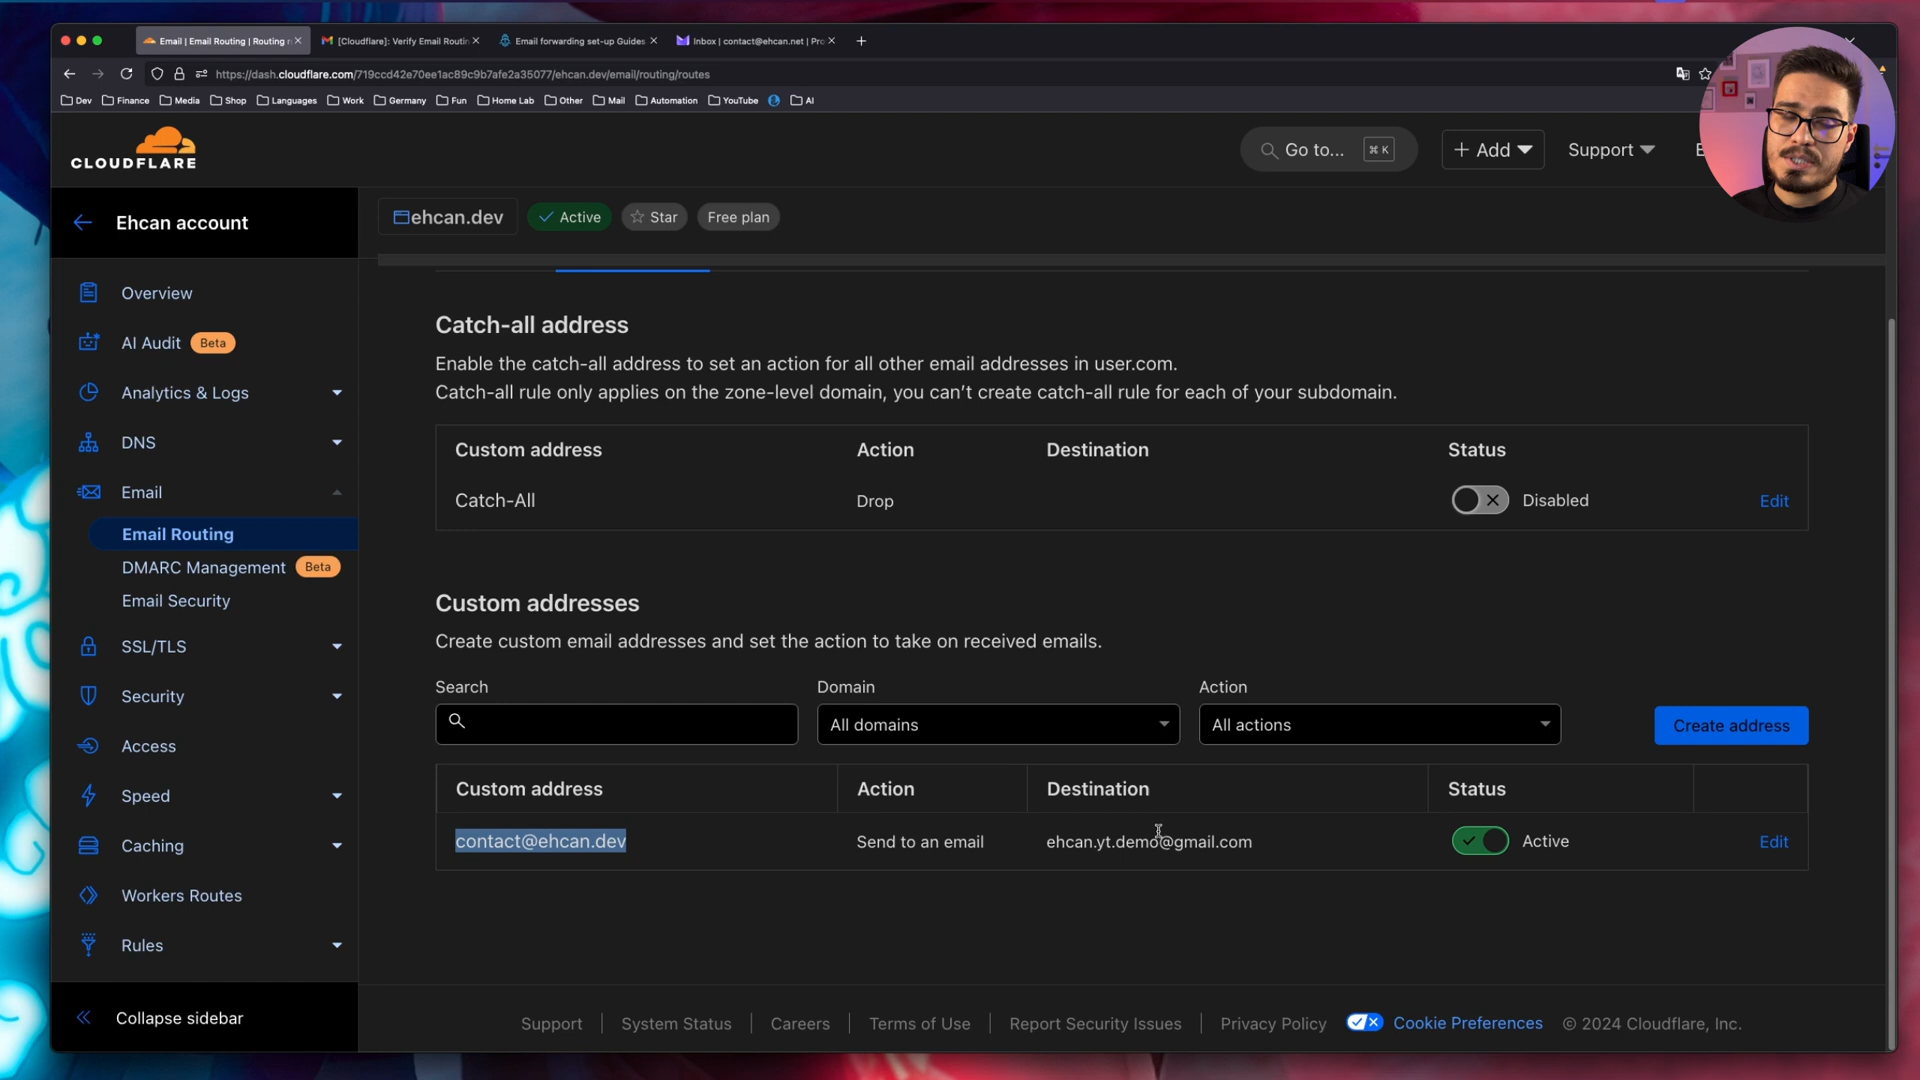 Email | Email Routing | Routing r
[Cloudflare]: Verify Email Routin
Email forwarding set-up Guides
Inbox | contact@ehcan.net | Pro
https://dash.cloudflare.com/719ccd42e70ee1ac89c9b7afe2a35077/ehcan.dev/email/routing/routes
Dev Finance Media Shop Languages Work Germany Fun Home Lab Other Mail Automation YouTube AI
CLOUDFLARE
Go to... ⌘ K
+ Add
Support
E
Ehcan account
ehcan.dev
Active
Star
Free plan
Overview
AI Audit Beta
Analytics & Logs
DNS
Email
Email Routing
DMARC Management Beta
Email Security
SSL/TLS
Security
Access
Speed
Caching
Workers Routes
Rules
Collapse sidebar
Catch-all address
Enable the catch-all address to set an action for all other email addresses in user.com.
Catch-all rule only applies on the zone-level domain, you can’t create catch-all rule for each of your subdomain.
Custom address Action Destination Status
Catch-All Drop Disabled Edit
Custom addresses
Create custom email addresses and set the action to take on received emails.
Search Domain Action
All domains All actions Create address
Custom address Action Destination Status
contact@ehcan.dev Send to an email ehcan.yt.demo@gmail.com Active Edit
Support System Status Careers Terms of Use Report Security Issues Privacy Policy Cookie Preferences © 2024 Cloudflare, Inc.